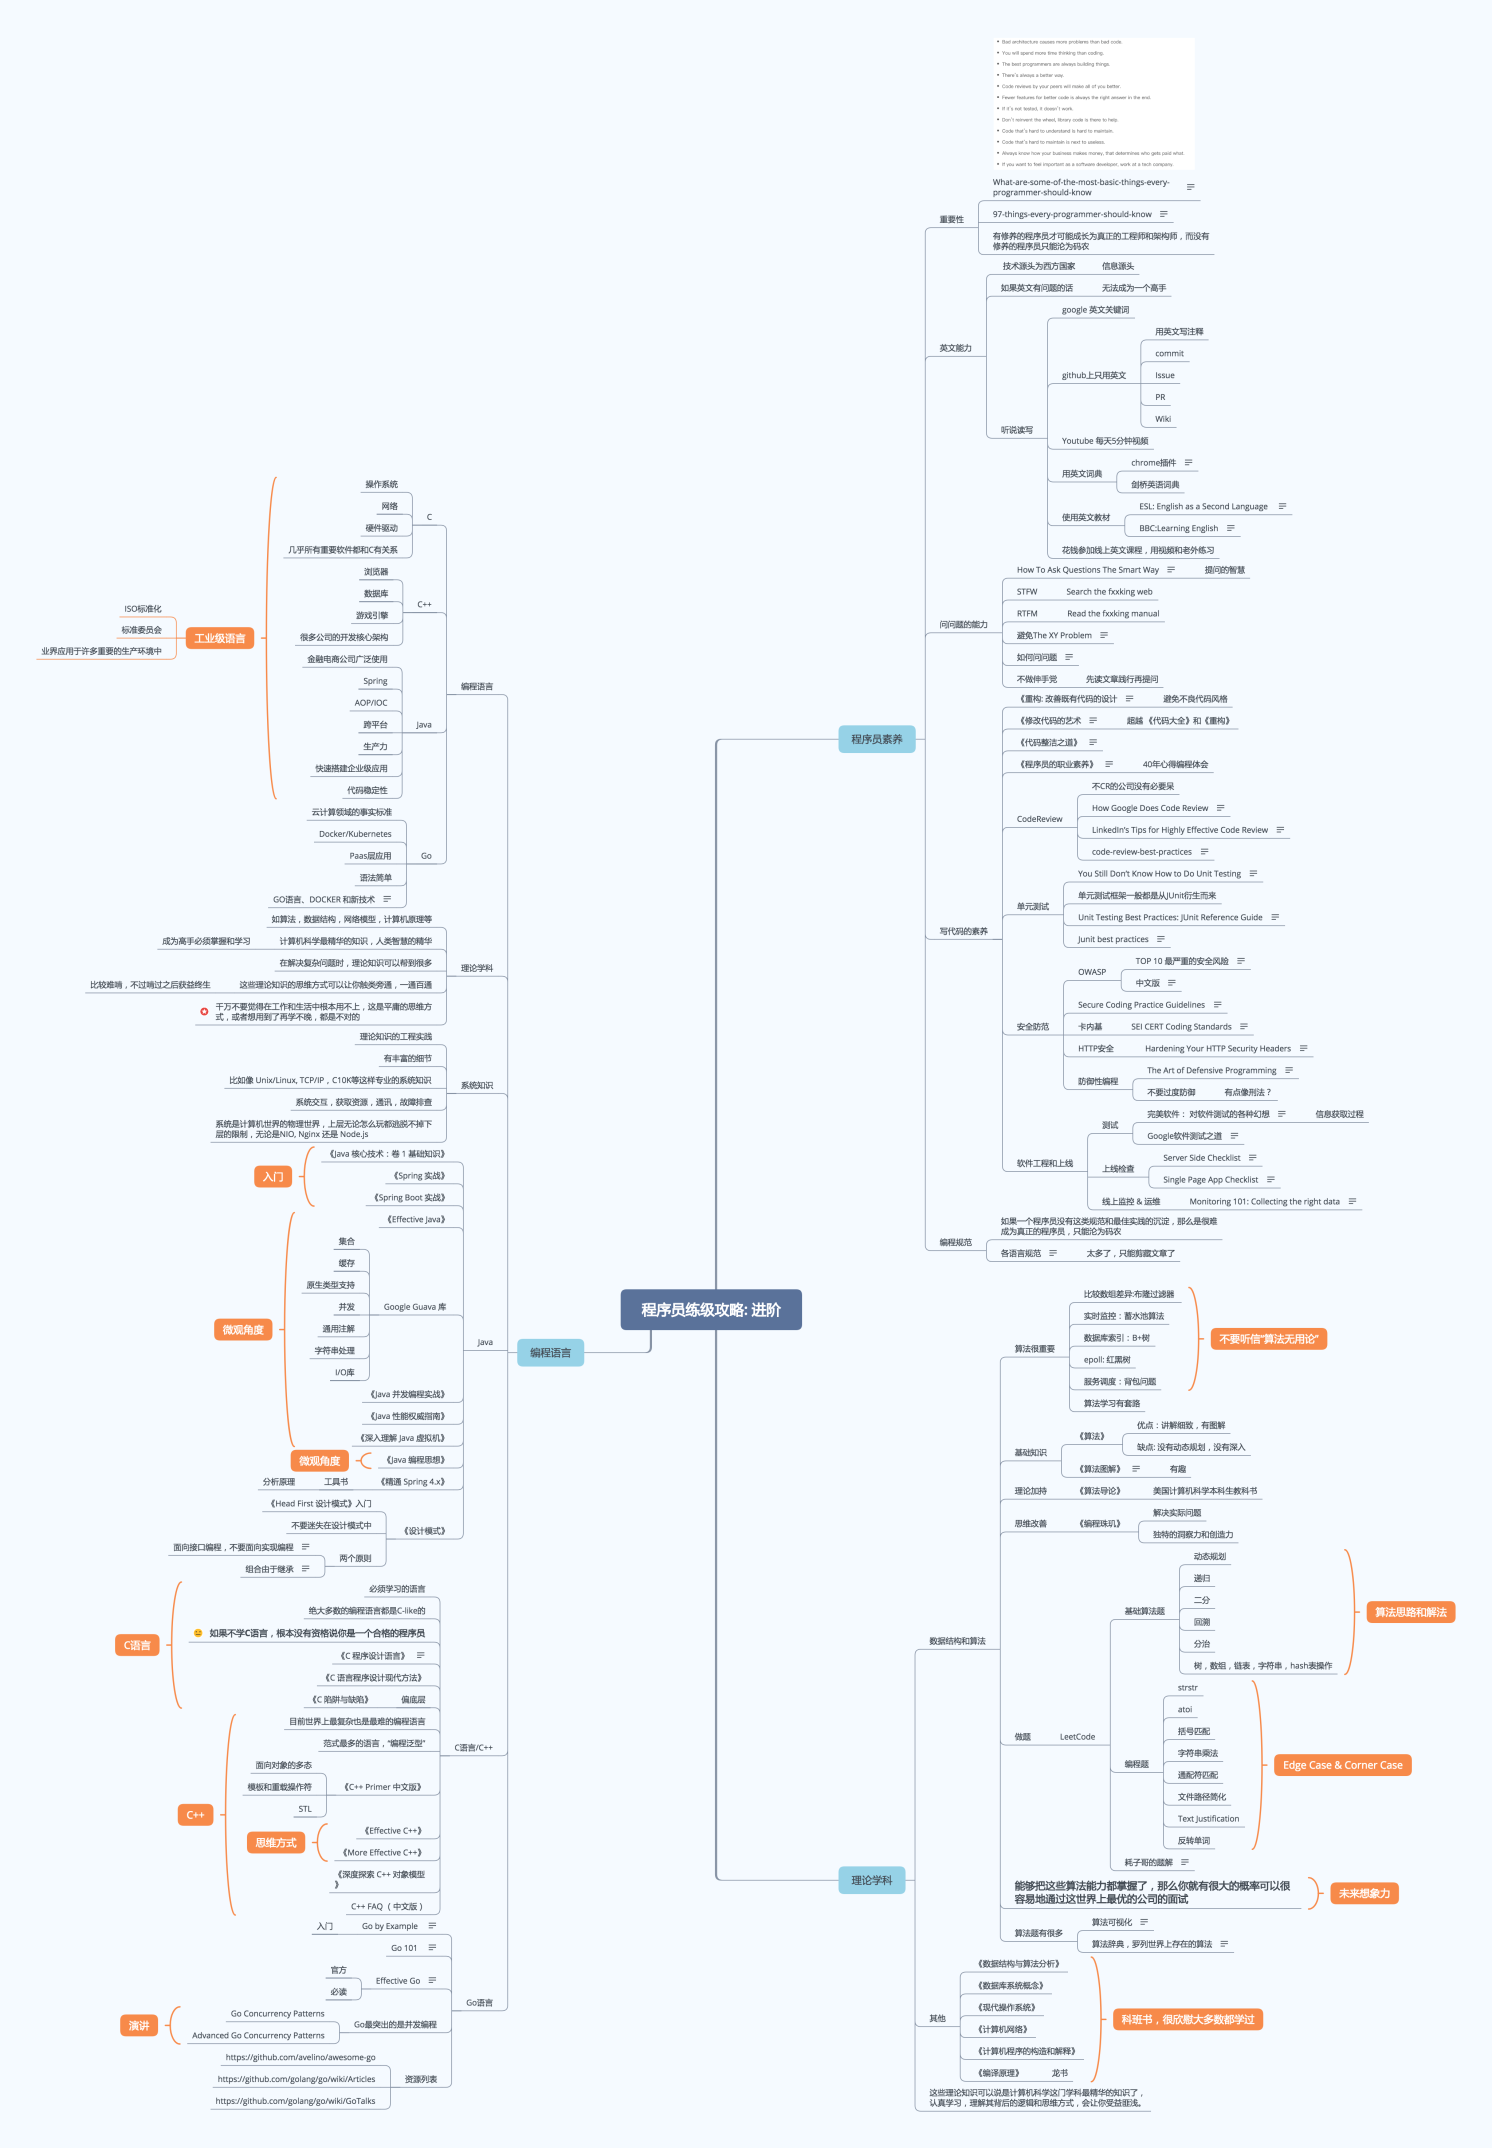 程序员练级攻略: 进阶
程序员素养
• Bad architecture causes more problems than bad code.
• You will spend more time thinking than coding.
• The best programmers are always building things.
• There's always a better way.
• Code reviews by your peers will make all of you better.
• Fewer features for better code is always the right answer in the end.
• If it's not tested, it doesn't work.
• Don't reinvent the wheel, library code is there to help.
• Code that's hard to understand is hard to maintain.
• Code that's hard to maintain is next to useless.
• Always know how your business makes money, that determines who gets paid what
• If you want to feel important as a software developer, work at a tech company.
重要性
What-are-some-of-the-most-basic-things-every-
programmer-should-know
97-things-every-programmer-should-know
有修养的程序员才可能成长为真正的工程师和架构师，而没有
修养的程序员只能沦为码农
英文能力
技术源头为西方国家
信息源头
如果英文有问题的话
无法成为一个高手
听说读写
google 英文关键词
github上只用英文
用英文写注释
commit
Issue
PR
Wiki
Youtube 每天5分钟视频
用英文词典
chrome插件
剑桥英语词典
使用英文教材
ESL: English as a Second Language
BBC:Learning English
花钱参加线上英文课程，用视频和老外练习
问问题的能力
How To Ask Questions The Smart Way
提问的智慧
STFW
Search the fxxking web
RTFM
Read the fxxking manual
避免The XY Problem
如何问问题
不做伸手党
先读文章践行再提问
写代码的素养
《重构: 改善既有代码的设计
避免不良代码风格
《修改代码的艺术
超越 《代码大全》和《重构》
《代码整洁之道》
《程序员的职业素养》
40年心得编程体会
CodeReview
不CR的公司没有必要呆
How Google Does Code Review
LinkedIn's Tips for Highly Effective Code Review
code-review-best-practices
单元测试
You Still Don't Know How to Do Unit Testing
单元测试框架一般都是从JUnit衍生而来
Unit Testing Best Practices: JUnit Reference Guide
Junit best practices
安全防范
OWASP
TOP 10 最严重的安全风险
中文版
Secure Coding Practice Guidelines
卡内基
SEI CERT Coding Standards
HTTP安全
Hardening Your HTTP Security Headers
防御性编程
The Art of Defensive Programming
不要过度防御
有点像刑法？
软件工程和上线
测试
完美软件： 对软件测试的各种幻想
信息获取过程
Google软件测试之道
上线检查
Server Side Checklist
Single Page App Checklist
线上监控 & 运维
Monitoring 101: Collecting the right data
编程规范
如果一个程序员没有这类规范和最佳实践的沉淀，那么是很难
成为真正的程序员，只能沦为码农
各语言规范
太多了，只能剪藏文章了
理论学科
数据结构和算法
算法很重要
比较数组差异:布隆过滤器
实时监控：蓄水池算法
数据库索引：B+树
epoll: 红黑树
服务调度：背包问题
算法学习有套路
不要听信"算法无用论"
基础知识
《算法》
优点：讲解细致，有图解
缺点: 没有动态规划，没有深入
《算法图解》
有趣
理论加持
《算法导论》
美国计算机科学本科生教科书
思维改善
《编程珠玑》
解决实际问题
独特的洞察力和创造力
做题
LeetCode
基础算法题
动态规划
递归
二分
回溯
分治
树，数组，链表，字符串，hash表操作
算法思路和解法
编程题
strstr
atoi
括号匹配
字符串乘法
通配符匹配
文件路径简化
Text Justification
反转单词
Edge Case & Corner Case
耗子哥的题解
能够把这些算法能力都掌握了，那么你就有很大的概率可以很
容易地通过这世界上最优的公司的面试
未来想象力
算法题有很多
算法可视化
算法辞典，罗列世界上存在的算法
其他
《数据结构与算法分析》
《数据库系统概念》
《现代操作系统》
《计算机网络》
《计算机程序的构造和解释》
《编译原理》
龙书
科班书，很欣慰大多数都学过
这些理论知识可以说是计算机科学这门学科最精华的知识了，
认真学习，理解其背后的逻辑和思维方式，会让你受益匪浅。
编程语言
编程语言
C
操作系统
网络
硬件驱动
几乎所有重要软件都和C有关系
C++
浏览器
数据库
游戏引擎
很多公司的开发核心架构
Java
金融电商公司广泛使用
Spring
AOP/IOC
跨平台
生产力
快速搭建企业级应用
代码稳定性
工业级语言
ISO标准化
标准委员会
业界应用于许多重要的生产环境中
Go
云计算领域的事实标准
Docker/Kubernetes
Paas层应用
语法简单
GO语言、DOCKER 和新技术
理论学科
如算法，数据结构，网络模型，计算机原理等
计算机科学最精华的知识，人类智慧的精华
成为高手必须掌握和学习
在解决复杂问题时，理论知识可以帮到很多
这些理论知识的思维方式可以让你触类旁通，一通百通
比较难啃，不过啃过之后获益终生
千万不要觉得在工作和生活中根本用不上，这是平庸的思维方
式，或者想用到了再学不晚，都是不对的
系统知识
理论知识的工程实践
有丰富的细节
比如像 Unix/Linux, TCP/IP，C10K等这样专业的系统知识
系统交互，获取资源，通讯，故障排查
系统是计算机世界的物理世界，上层无论怎么玩都逃脱不掉下
层的限制，无论是NIO, Nginx 还是 Node.js
Java
《Java 核心技术：卷 1 基础知识》
《Spring 实战》
《Spring Boot 实战》
入门
《Effective Java》
Google Guava 库
集合
缓存
原生类型支持
并发
通用注解
字符串处理
I/O库
《Java 并发编程实战》
《Java 性能权威指南》
《深入理解 Java 虚拟机》
微观角度
《Java 编程思想》
微观角度
《精通 Spring 4.x》
工具书
分析原理
《设计模式》
《Head First 设计模式》入门
不要迷失在设计模式中
两个原则
面向接口编程，不要面向实现编程
组合由于继承
C语言/C++
必须学习的语言
绝大多数的编程语言都是C-like的
如果不学C语言，根本没有资格说你是一个合格的程序员
《C 程序设计语言》
《C 语言程序设计现代方法》
《C 陷阱与缺陷》
偏底层
C语言
目前世界上最复杂也是最难的编程语言
范式最多的语言，"编程泛型"
《C++ Primer 中文版》
面向对象的多态
模板和重载操作符
STL
《Effective C++》
《More Effective C++》
思维方式
《深度探索 C++ 对象模型
》
C++ FAQ （中文版）
C++
Go语言
Go by Example
入门
Go 101
Effective Go
官方
必读
Go最突出的是并发编程
Go Concurrency Patterns
Advanced Go Concurrency Patterns
演讲
资源列表
https://github.com/avelino/awesome-go
https://github.com/golang/go/wiki/Articles
https://github.com/golang/go/wiki/GoTalks